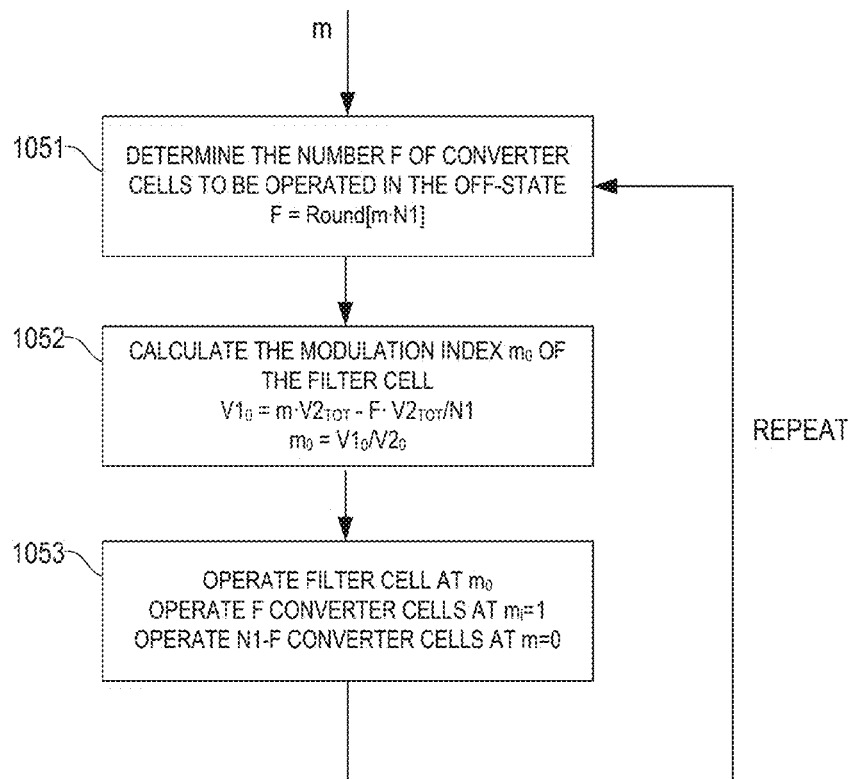 m
1051
DETERMINE THE NUMBER F OF CONVERTER
CELLS TO BE OPERATED IN THE OFF-STATE
F = Round[m·N1]
1052
CALCULATE THE MODULATION INDEX m₀ OF
THE FILTER CELL
V1₀ = m·V2TOT - F· V2TOT/N1
m₀ = V1₀/V2₀
REPEAT
1053
OPERATE FILTER CELL AT m₀
OPERATE F CONVERTER CELLS AT mᵢ=1
OPERATE N1-F CONVERTER CELLS AT m=0